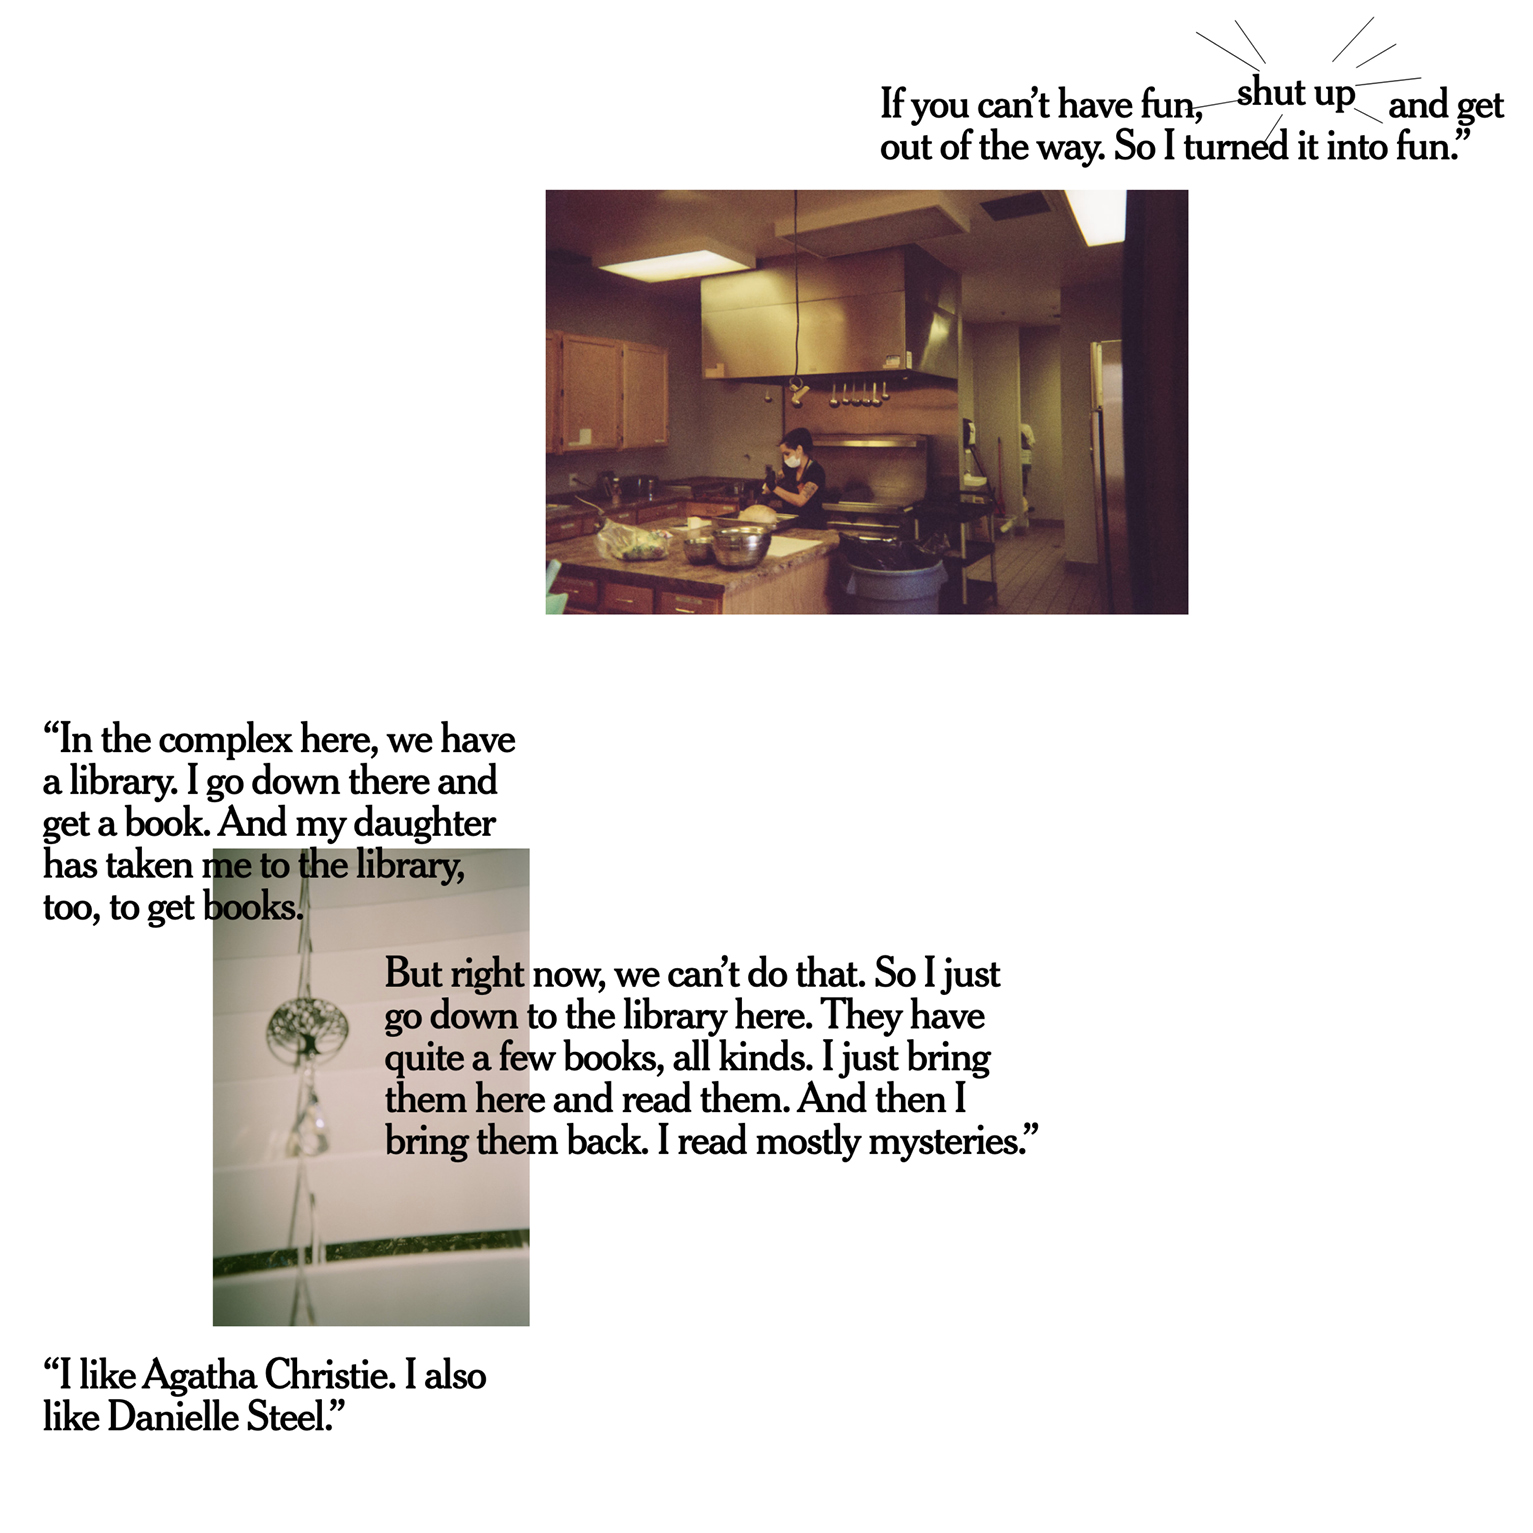 If you can’t have fun, shut up and get
out of the way. So I turned it into fun.”
“In the complex here, we have
a library. I go down there and
get a book. And my daughter
has taken me to the library,
too, to get books.
But right now, we can’t do that. So I just
go down to the library here. They have
quite a few books, all kinds. I just bring
them here and read them. And then I
bring them back. I read mostly mysteries.”
“I like Agatha Christie. I also
like Danielle Steel.”